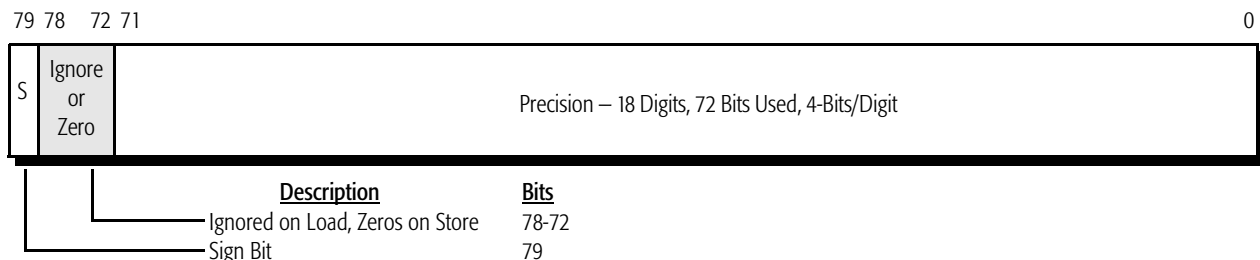 79 78 72 71 0
S
Ignore
or
Zero
Precision — 18 Digits, 72 Bits Used, 4-Bits/Digit
Description Bits
Ignored on Load, Zeros on Store 78-72
Sign Bit 79